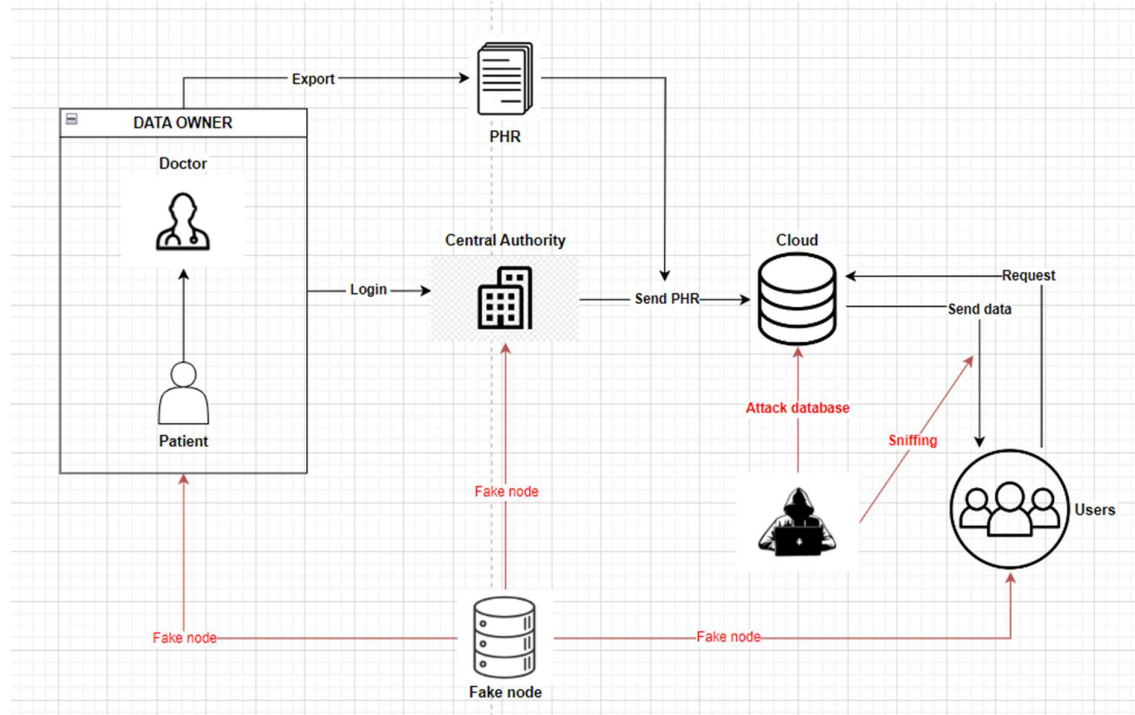 Export
PHR
DATA OWNER
Doctor
Patient
Login
Central Authority
Send PHR
Cloud
Request
Send data
Attack database
Sniffing
Users
Fake node
Fake node
Fake node
Fake node